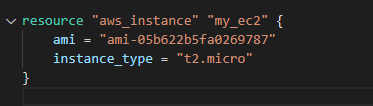 resource "aws_instance" "my_ec2" {
    ami = "ami-05b622b5fa0269787"
    instance_type = "t2.micro"
}